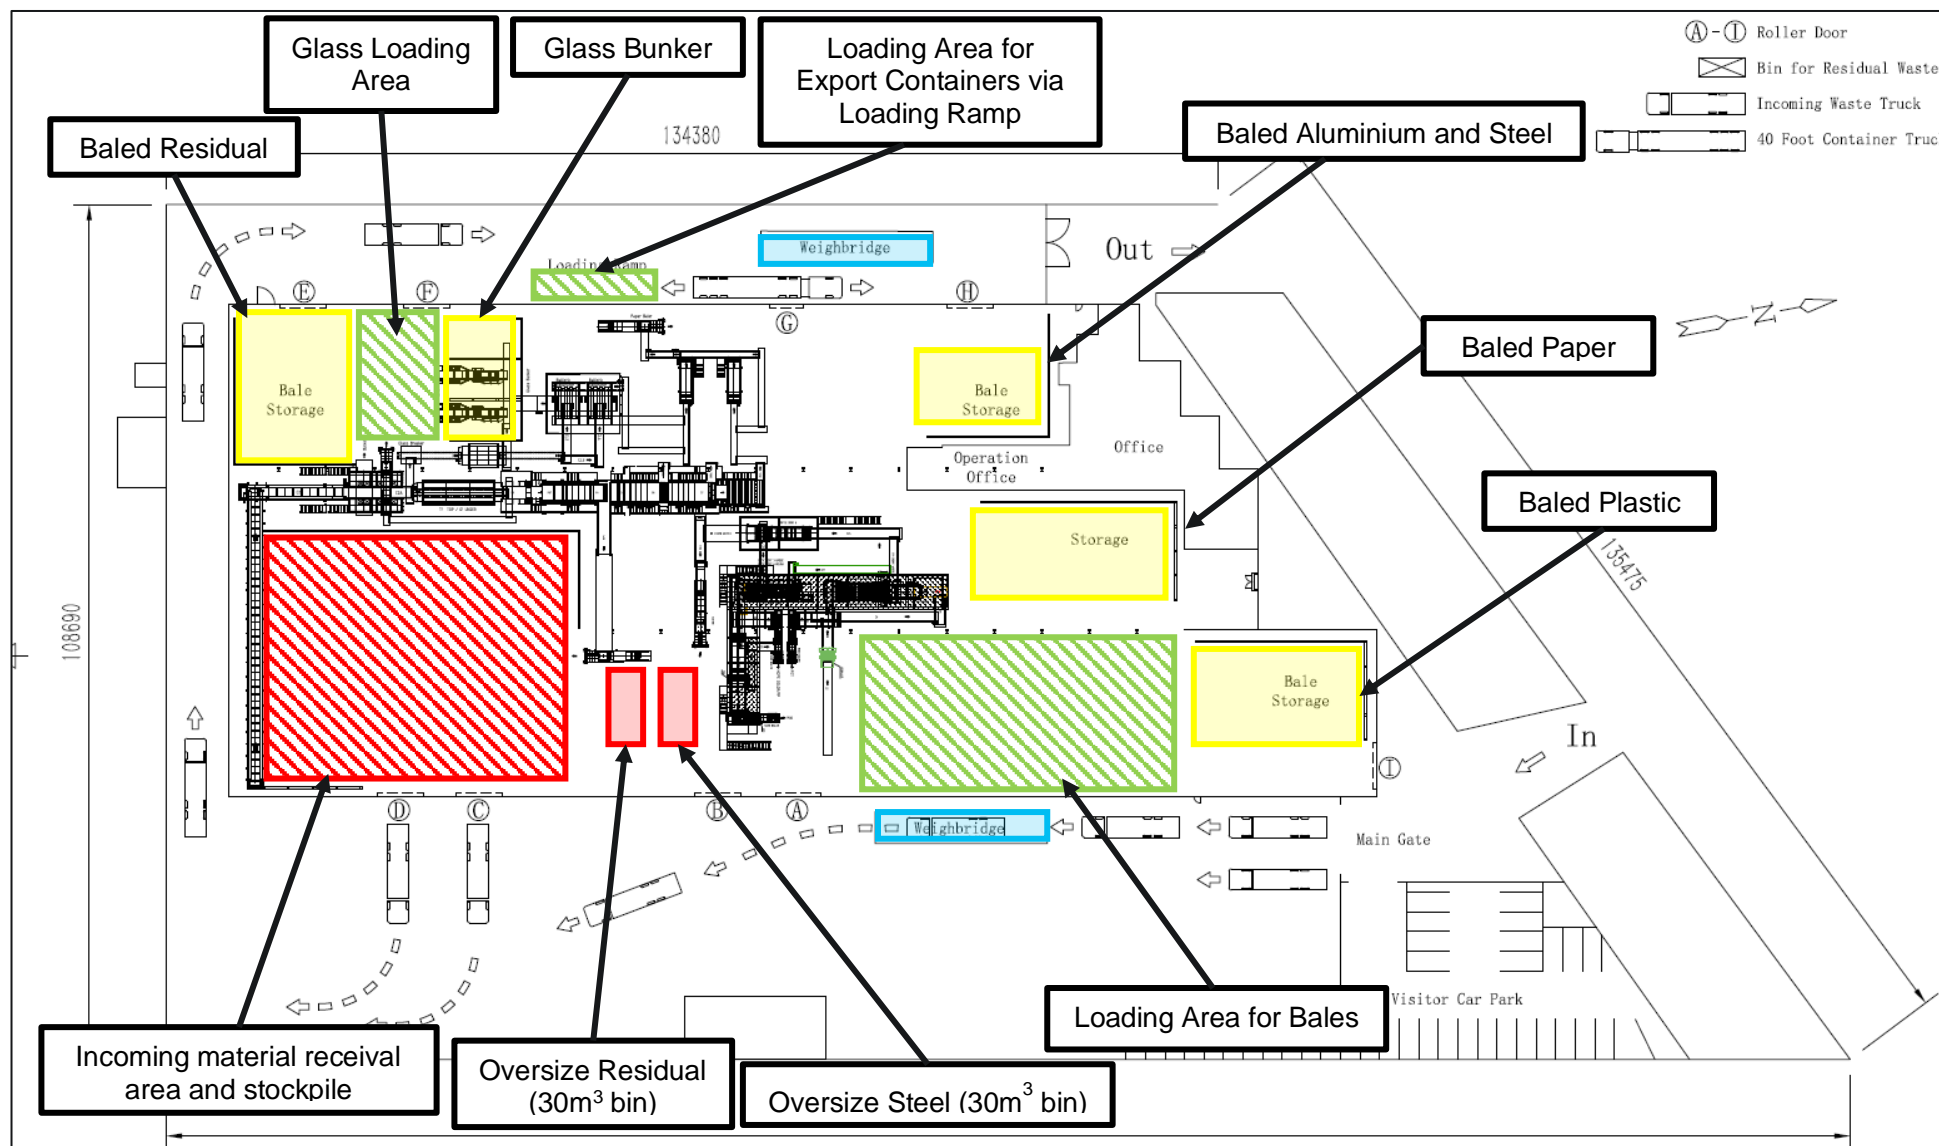 Glass Loading
Area
Glass Bunker
Loading Area for
Export Containers via
Loading Ramp
Ⓐ-Ⓘ Roller Door
Bin for Residual Waste
Incoming Waste Truck
40 Foot Container Truck
Baled Residual
134380
Baled Aluminium and Steel
Weighbridge
Out
Loading Ramp
Ⓔ
Ⓕ
Ⓖ
Ⓗ
N
Baled Paper
Bale
Storage
Bale
Storage
Operation
Office
Office
Baled Plastic
Storage
135475
108690
Bale
Storage
In
Ⓘ
Ⓓ
Ⓒ
Ⓑ
Ⓐ
Weighbridge
Main Gate
Visitor Car Park
Loading Area for Bales
Incoming material receival
area and stockpile
Oversize Residual
(30m³ bin)
Oversize Steel (30m³ bin)